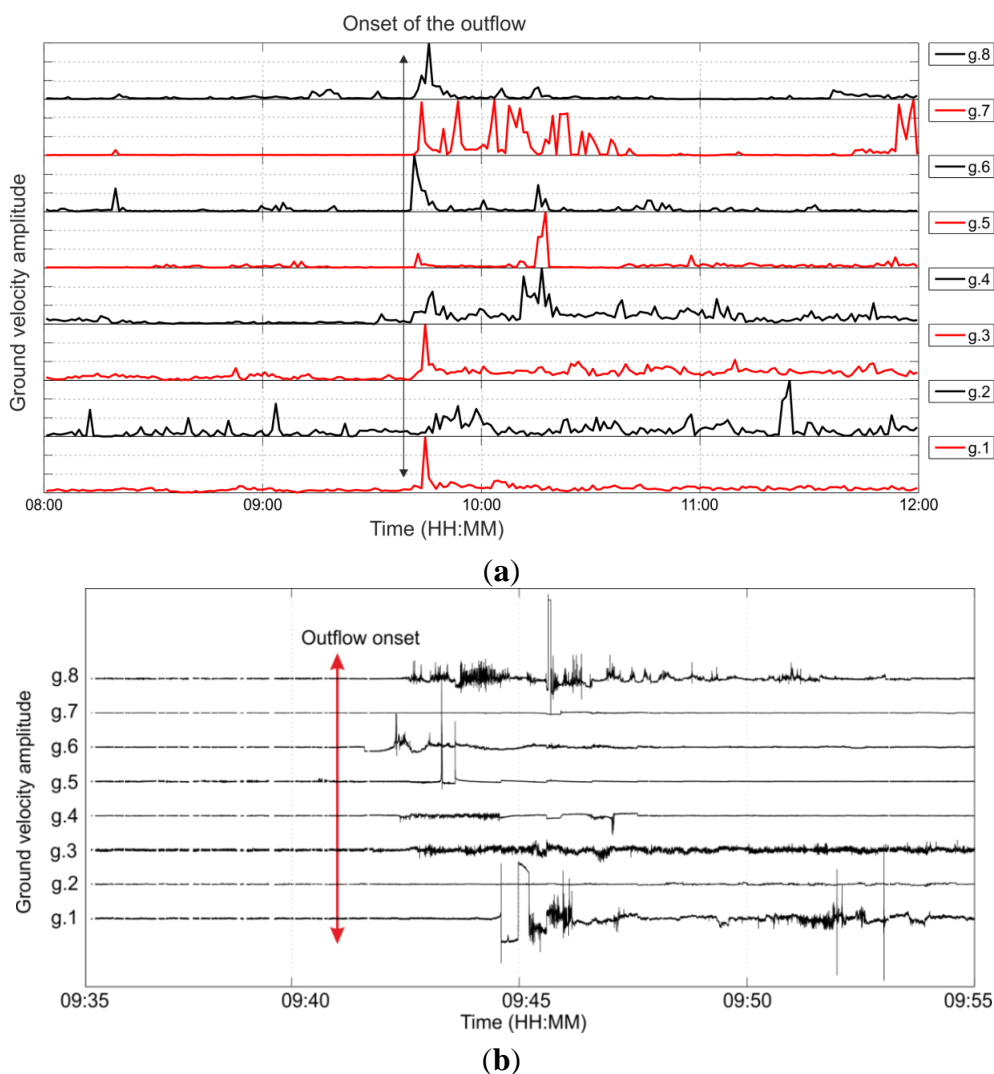 Onset of the outflow
g.8
g.7
g.6
g.5
g.4
g.3
g.2
g.1
Ground velocity amplitude
08:00 09:00 10:00 11:00 12:00
Time (HH:MM)
(a)
Outflow onset
g.8
g.7
g.6
g.5
g.4
g.3
g.2
g.1
Ground velocity amplitude
09:35 09:40 09:45 09:50 09:55
Time (HH:MM)
(b)